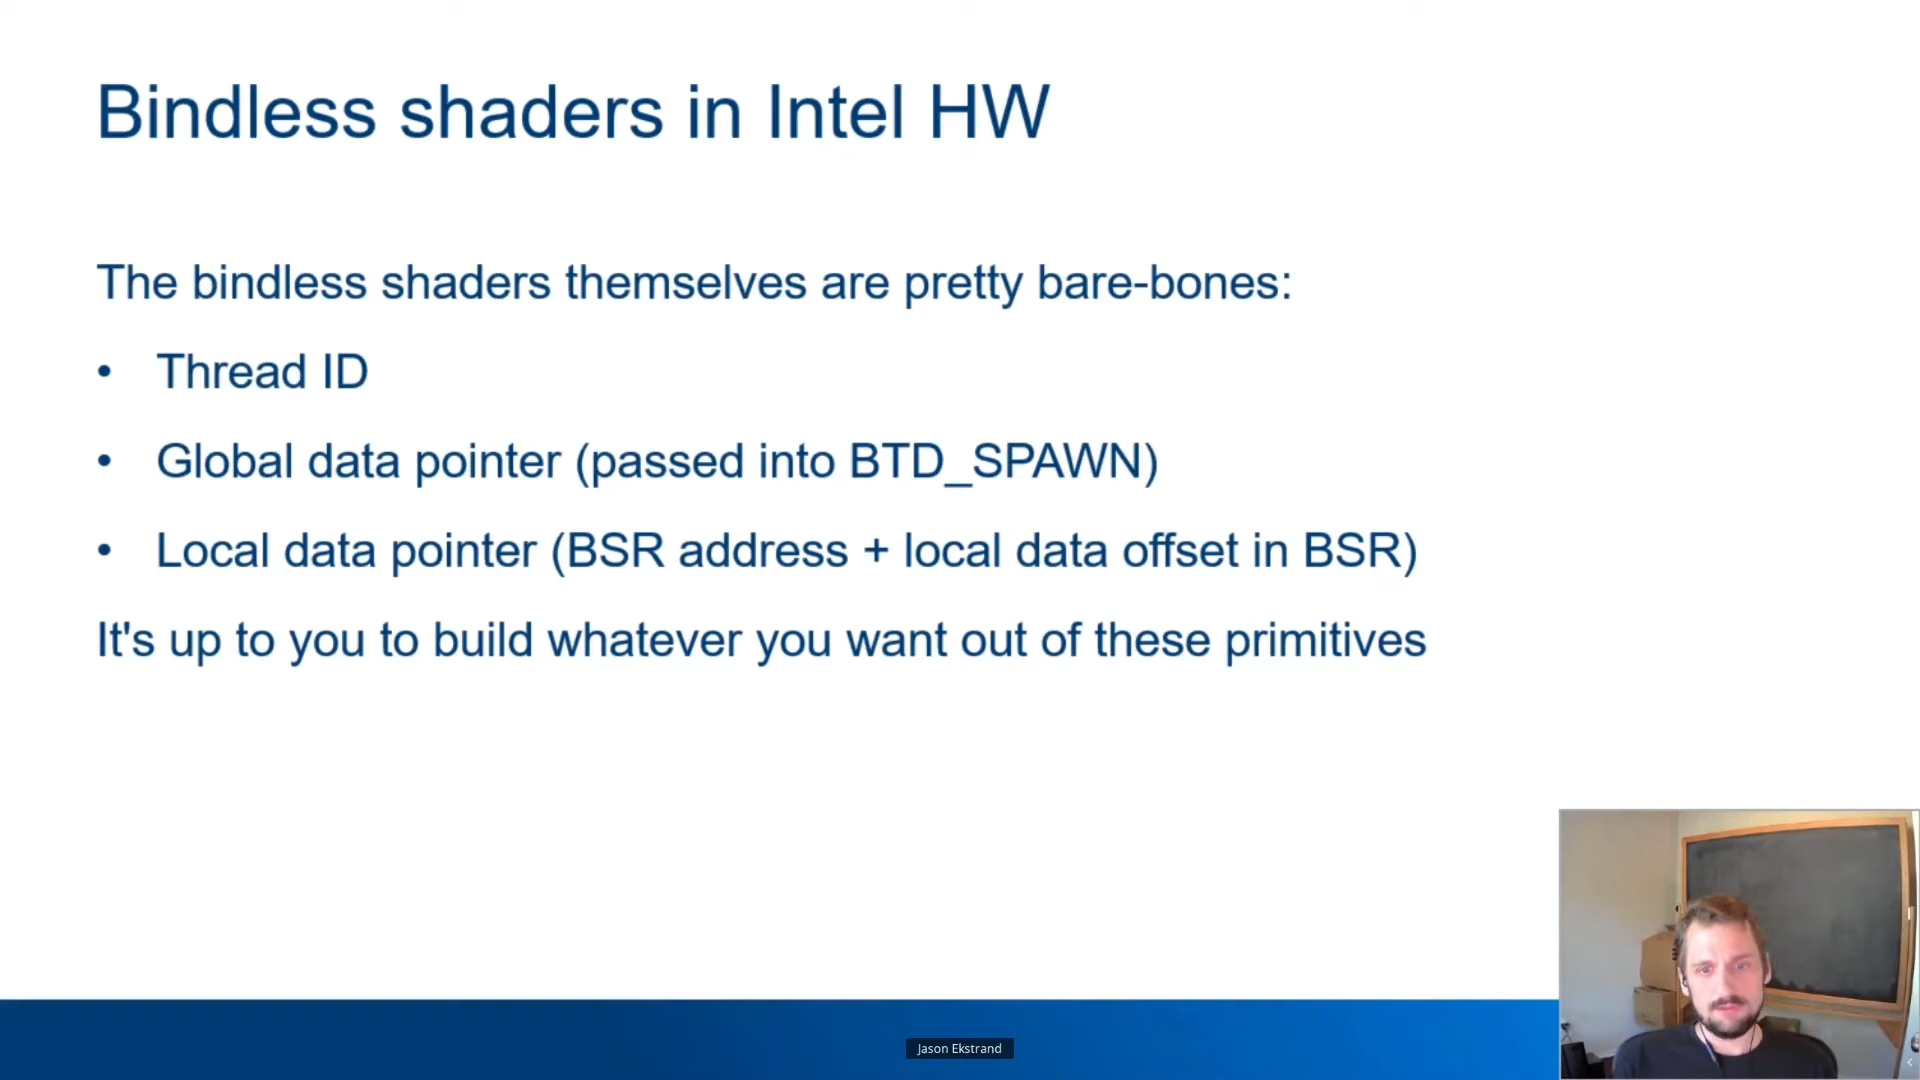 Bindless shaders in Intel HW
The bindless shaders themselves are pretty bare-bones:
• Thread ID
• Global data pointer (passed into BTD_SPAWN)
• Local data pointer (BSR address + local data offset in BSR)
It's up to you to build whatever you want out of these primitives
Jason Ekstrand